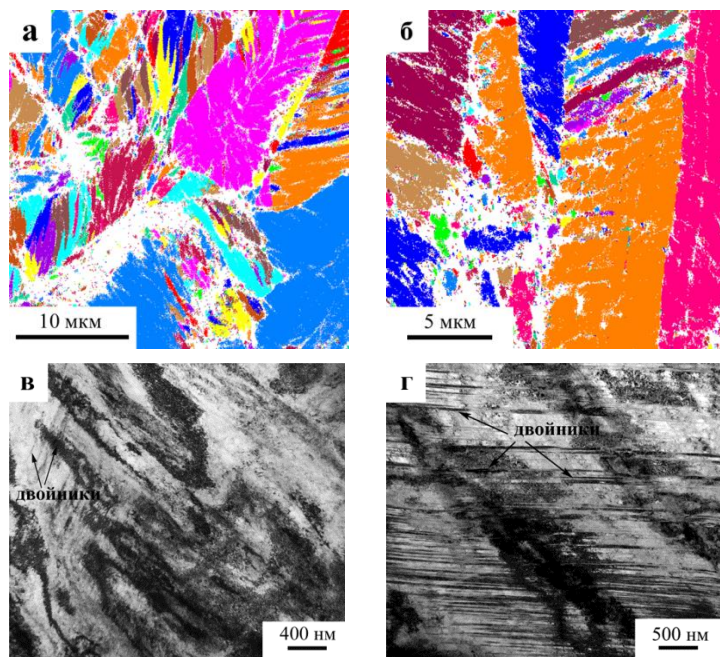 а
б
10 мкм
5 мкм
в
г
двойники
двойники
400 нм
500 нм